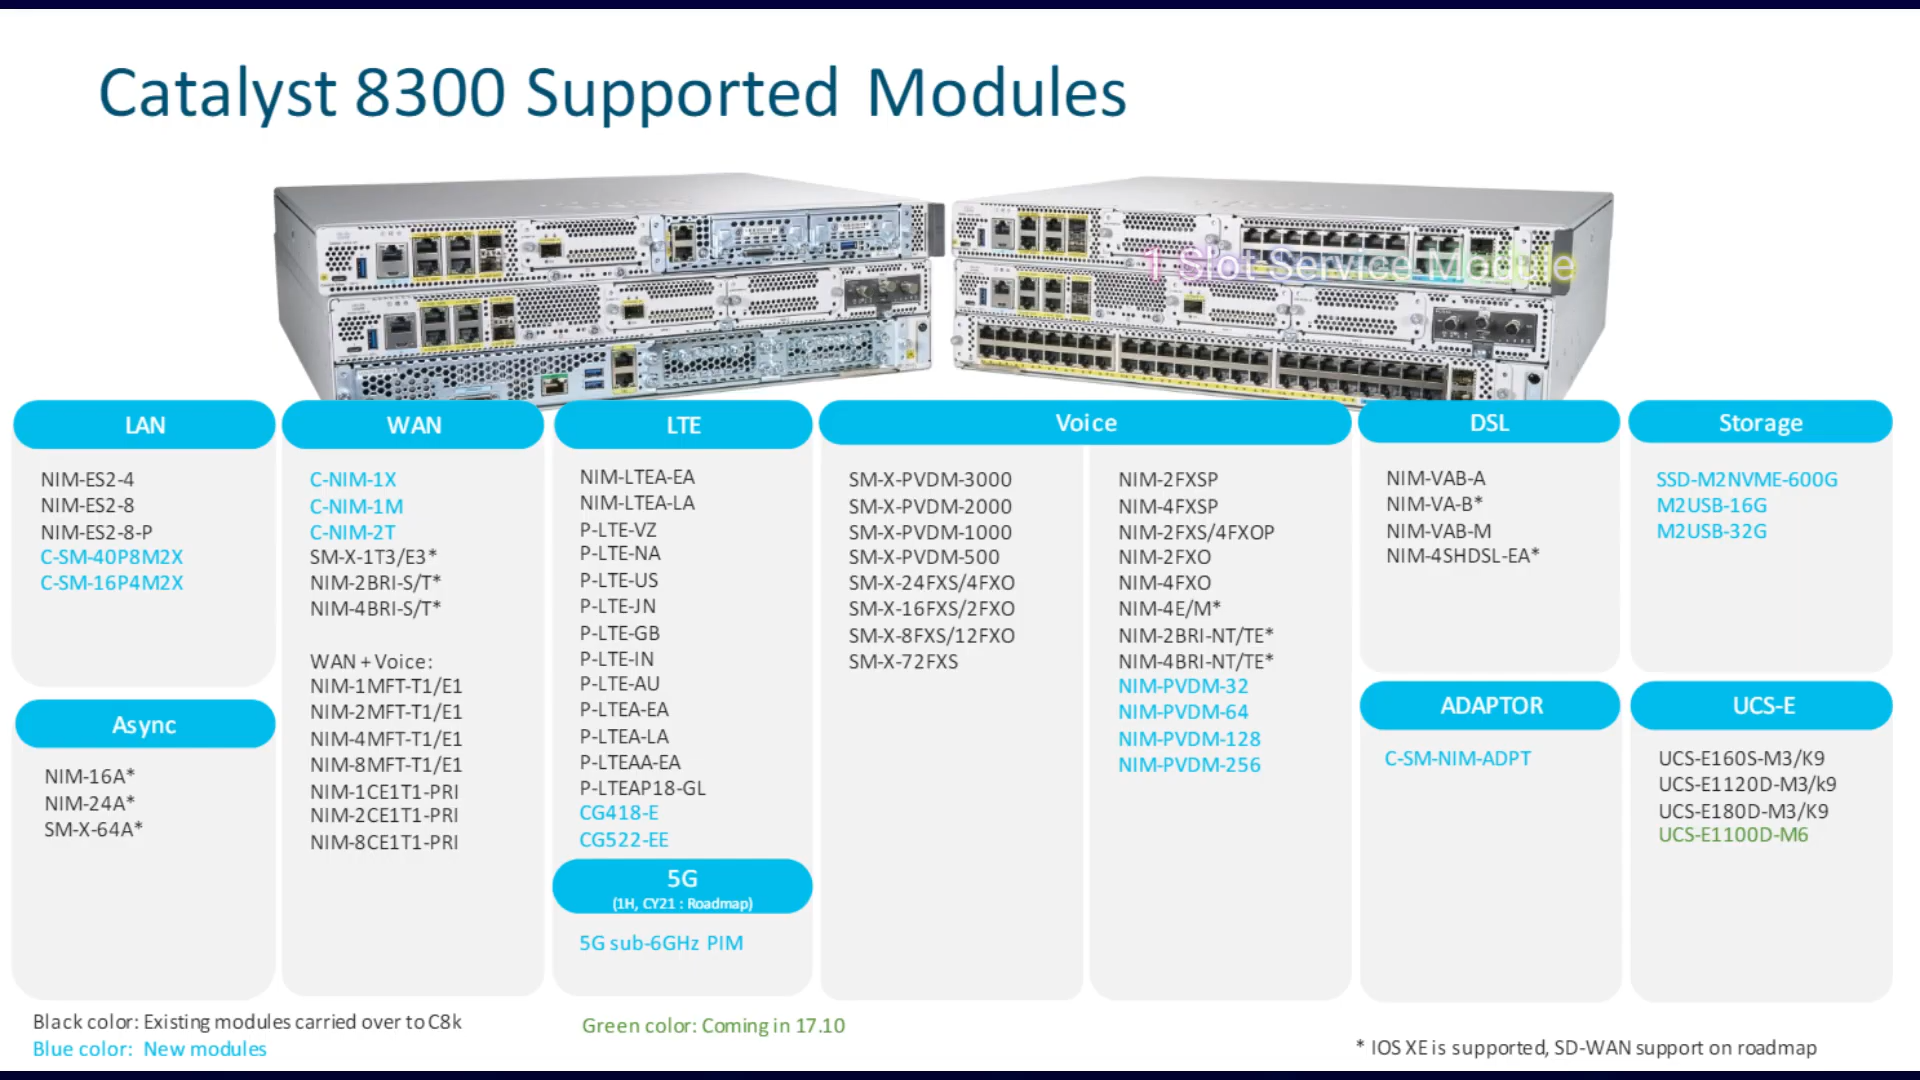 Catalyst 8300 Supported Modules
1 Slot Service Module
LAN
NIM-ES2-4
NIM-ES2-8
NIM-ES2-8-P
C-SM-40P8M2X
C-SM-16P4M2X
Async
NIM-16A*
NIM-24A*
SM-X-64A*
WAN
C-NIM-1X
C-NIM-1M
C-NIM-2T
SM-X-1T3/E3*
NIM-2BRI-S/T*
NIM-4BRI-S/T*
WAN + Voice:
NIM-1MFT-T1/E1
NIM-2MFT-T1/E1
NIM-4MFT-T1/E1
NIM-8MFT-T1/E1
NIM-1CE1T1-PRI
NIM-2CE1T1-PRI
NIM-8CE1T1-PRI
LTE
NIM-LTEA-EA
NIM-LTEA-LA
P-LTE-VZ
P-LTE-NA
P-LTE-US
P-LTE-JN
P-LTE-GB
P-LTE-IN
P-LTE-AU
P-LTEA-EA
P-LTEA-LA
P-LTEAA-EA
P-LTEAP18-GL
CG418-E
CG522-EE
5G
(1H, CY21 : Roadmap)
5G sub-6GHz PIM
Voice
SM-X-PVDM-3000
SM-X-PVDM-2000
SM-X-PVDM-1000
SM-X-PVDM-500
SM-X-24FXS/4FXO
SM-X-16FXS/2FXO
SM-X-8FXS/12FXO
SM-X-72FXS
NIM-2FXSP
NIM-4FXSP
NIM-2FXS/4FXOP
NIM-2FXO
NIM-4FXO
NIM-4E/M*
NIM-2BRI-NT/TE*
NIM-4BRI-NT/TE*
NIM-PVDM-32
NIM-PVDM-64
NIM-PVDM-128
NIM-PVDM-256
DSL
NIM-VAB-A
NIM-VA-B*
NIM-VAB-M
NIM-4SHDSL-EA*
ADAPTOR
C-SM-NIM-ADPT
Storage
SSD-M2NVME-600G
M2USB-16G
M2USB-32G
UCS-E
UCS-E160S-M3/K9
UCS-E1120D-M3/k9
UCS-E180D-M3/K9
UCS-E1100D-M6
Black color: Existing modules carried over to C8k
Blue color: New modules
Green color: Coming in 17.10
* IOS XE is supported, SD-WAN support on roadmap